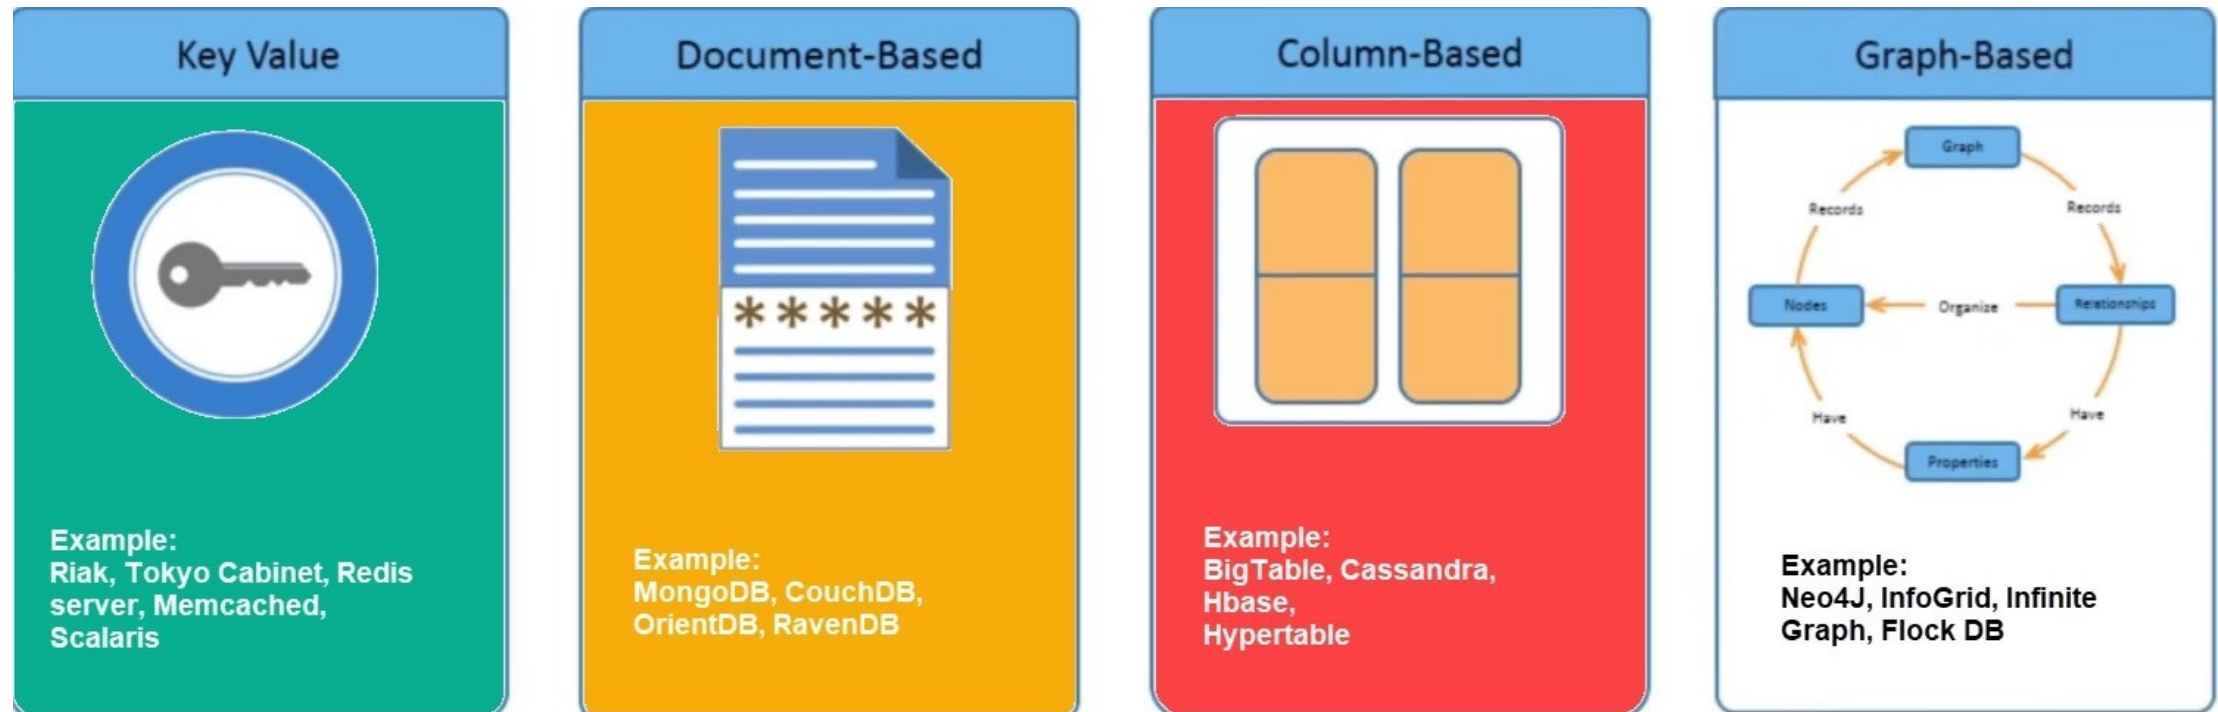 Key Value
Example:
Riak, Tokyo Cabinet, Redis
server, Memcached,
Scalaris
Document-Based
*****
Example:
MongoDB, CouchDB,
OrientDB, RavenDB
Column-Based
Example:
BigTable, Cassandra,
Hbase,
Hypertable
Graph-Based
Graph
Records
Records
Nodes
Organize
Relationships
Have
Have
Properties
Example:
Neo4J, InfoGrid, Infinite
Graph, Flock DB